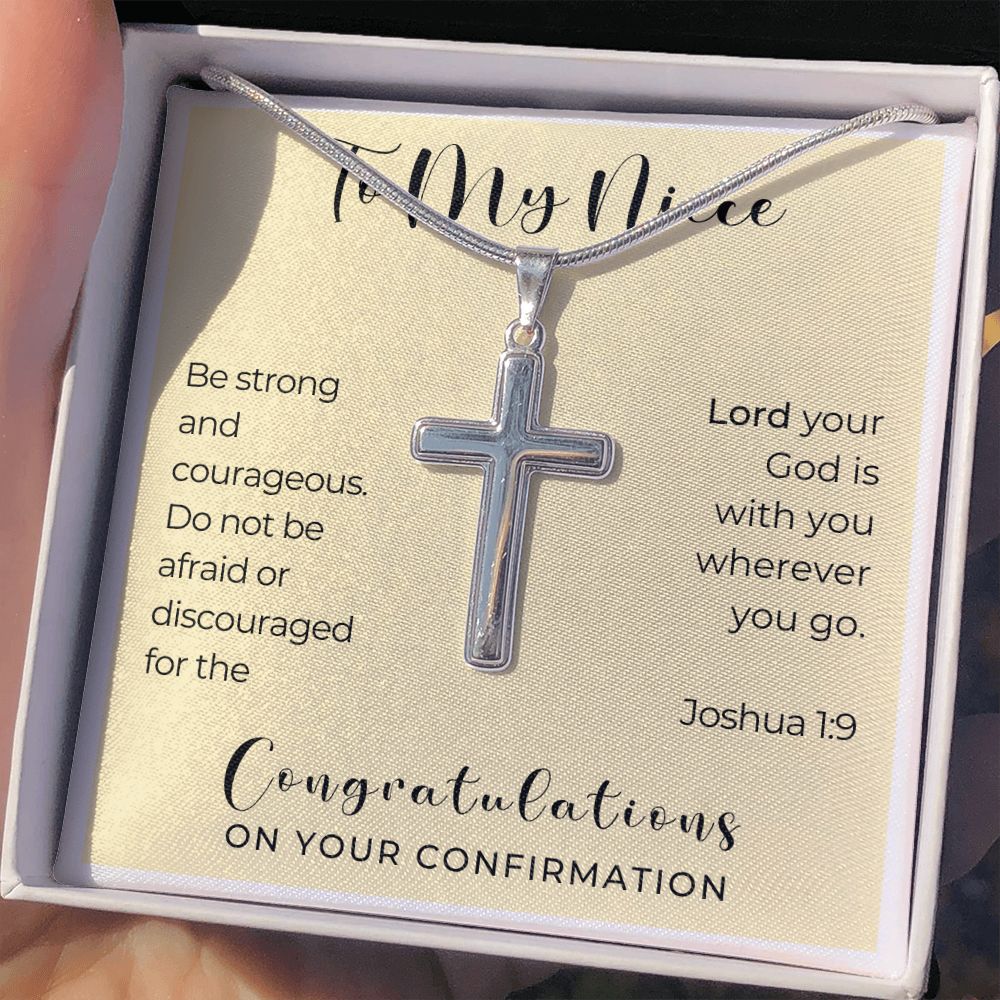 To My Niece
Be strong
and
courageous.
Do not be
afraid or
discouraged
for the
Lord your
God is
with you
wherever
you go.
Joshua 1:9
Congratulations
ON YOUR CONFIRMATION